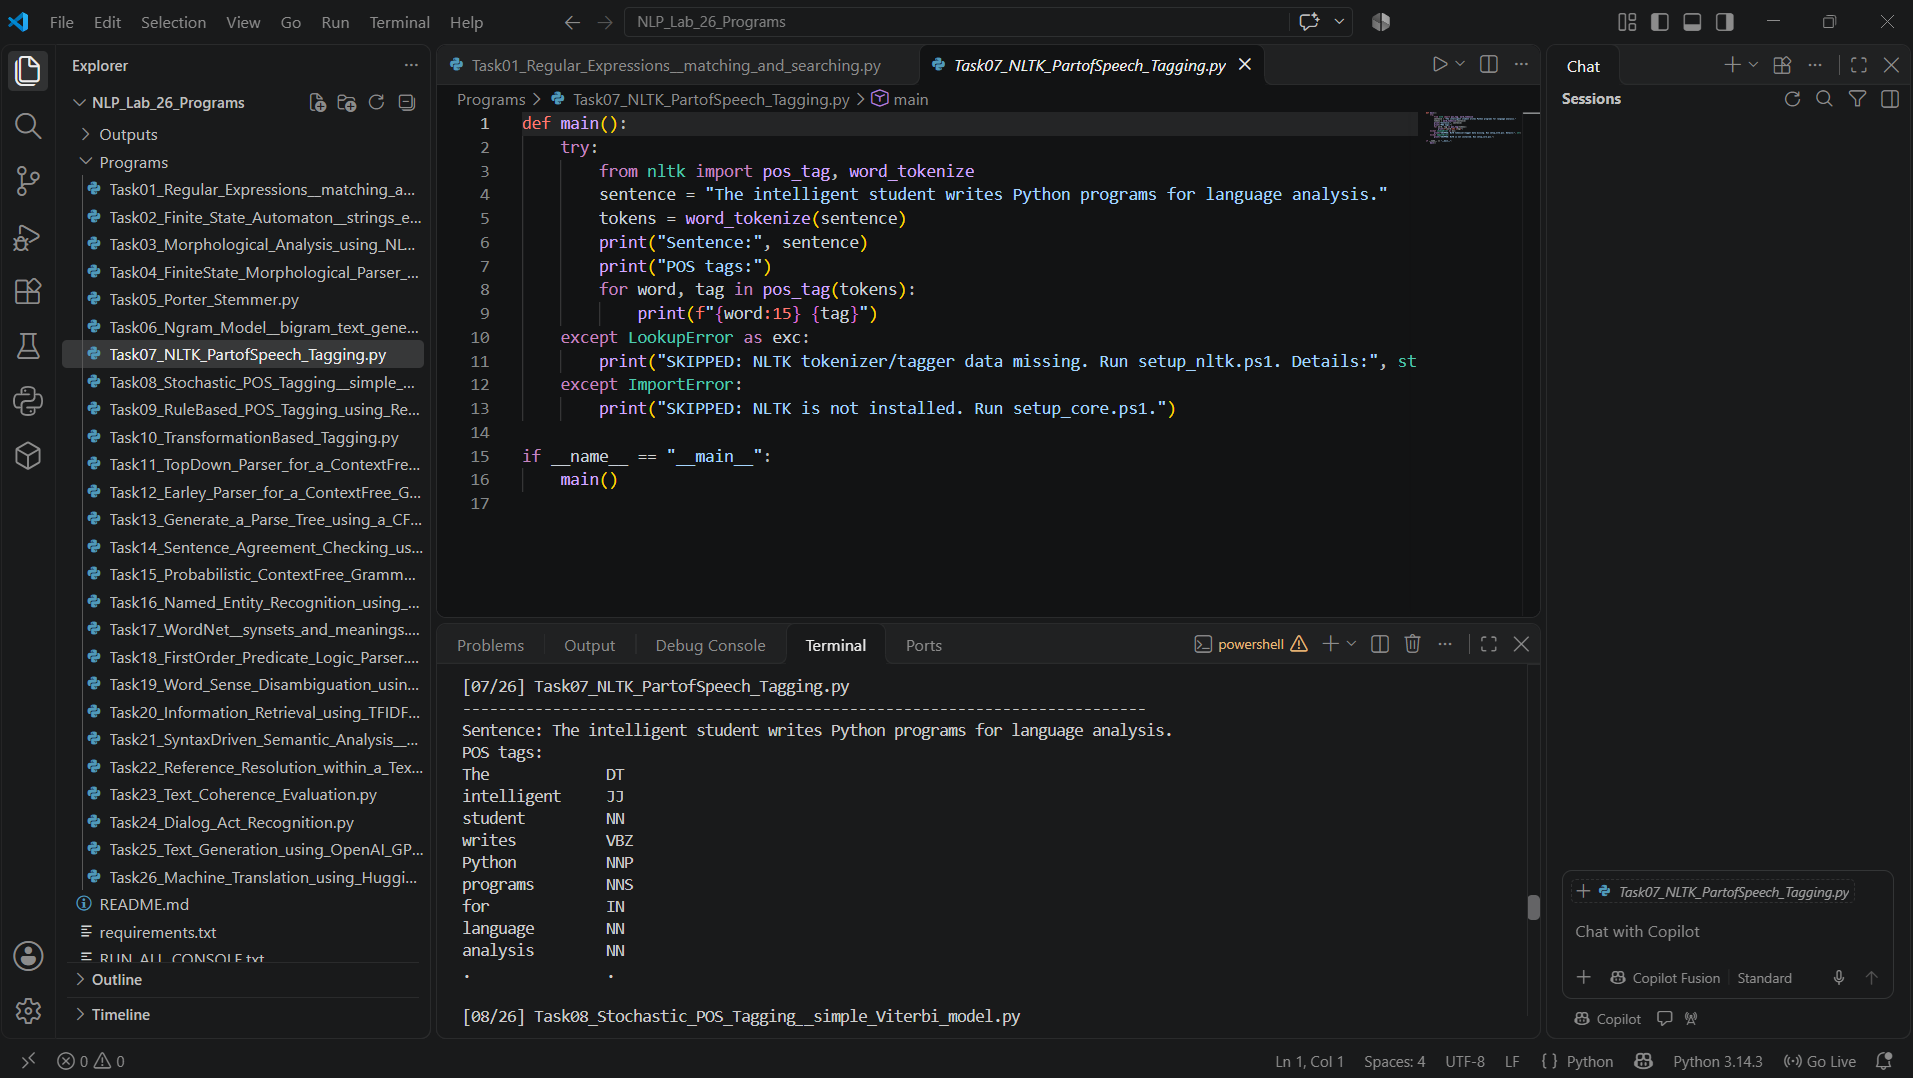 File Edit Selection View Go Run Terminal Help
NLP_Lab_26_Programs
Explorer
NLP_Lab_26_Programs
Outputs
Programs
Task01_Regular_Expressions__matching_a...
Task02_Finite_State_Automaton__strings_e...
Task03_Morphological_Analysis_using_NL...
Task04_FiniteState_Morphological_Parser_...
Task05_Porter_Stemmer.py
Task06_Ngram_Model__bigram_text_gene...
Task07_NLTK_PartofSpeech_Tagging.py
Task08_Stochastic_POS_Tagging__simple_...
Task09_RuleBased_POS_Tagging_using_Re...
Task10_TransformationBased_Tagging.py
Task11_TopDown_Parser_for_a_ContextFre...
Task12_Earley_Parser_for_a_ContextFree_G...
Task13_Generate_a_Parse_Tree_using_a_CF...
Task14_Sentence_Agreement_Checking_us...
Task15_Probabilistic_ContextFree_Gramm...
Task16_Named_Entity_Recognition_using_...
Task17_WordNet__synsets_and_meanings....
Task18_FirstOrder_Predicate_Logic_Parser....
Task19_Word_Sense_Disambiguation_usin...
Task20_Information_Retrieval_using_TFIDF...
Task21_SyntaxDriven_Semantic_Analysis__...
Task22_Reference_Resolution_within_a_Tex...
Task23_Text_Coherence_Evaluation.py
Task24_Dialog_Act_Recognition.py
Task25_Text_Generation_using_OpenAI_GP...
Task26_Machine_Translation_using_Huggi...
README.md
requirements.txt
RUN_ALL_CONSOLE.txt
Outline
Timeline
Task01_Regular_Expressions__matching_and_searching.py
Task07_NLTK_PartofSpeech_Tagging.py
Programs > Task07_NLTK_PartofSpeech_Tagging.py > main
1 def main():
2     try:
3         from nltk import pos_tag, word_tokenize
4         sentence = "The intelligent student writes Python programs for language analysis."
5         tokens = word_tokenize(sentence)
6         print("Sentence:", sentence)
7         print("POS tags:")
8         for word, tag in pos_tag(tokens):
9             print(f"{word:15} {tag}")
10     except LookupError as exc:
11         print("SKIPPED: NLTK tokenizer/tagger data missing. Run setup_nltk.ps1. Details:", st
12     except ImportError:
13         print("SKIPPED: NLTK is not installed. Run setup_core.ps1.")
14
15 if __name__ == "__main__":
16     main()
17
Problems Output Debug Console Terminal Ports
powershell
[07/26] Task07_NLTK_PartofSpeech_Tagging.py
----------------------------------------------------------------------------
Sentence: The intelligent student writes Python programs for language analysis.
POS tags:
The DT
intelligent JJ
student NN
writes VBZ
Python NNP
programs NNS
for IN
language NN
analysis NN
. .
[08/26] Task08_Stochastic_POS_Tagging__simple_Viterbi_model.py
Chat
Sessions
Task07_NLTK_PartofSpeech_Tagging.py
Chat with Copilot
Copilot Fusion Standard
Copilot
0 0
Ln 1, Col 1 Spaces: 4 UTF-8 LF {} Python Python 3.14.3 Go Live